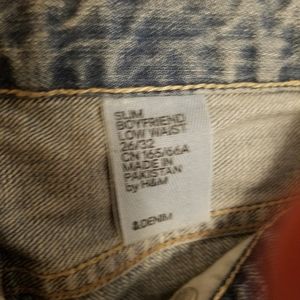 SLIM
BOYFRIEND
LOW WAIST
26/32
CN 165/66A
MADE IN
PAKISTAN
by H&M
&DENIM